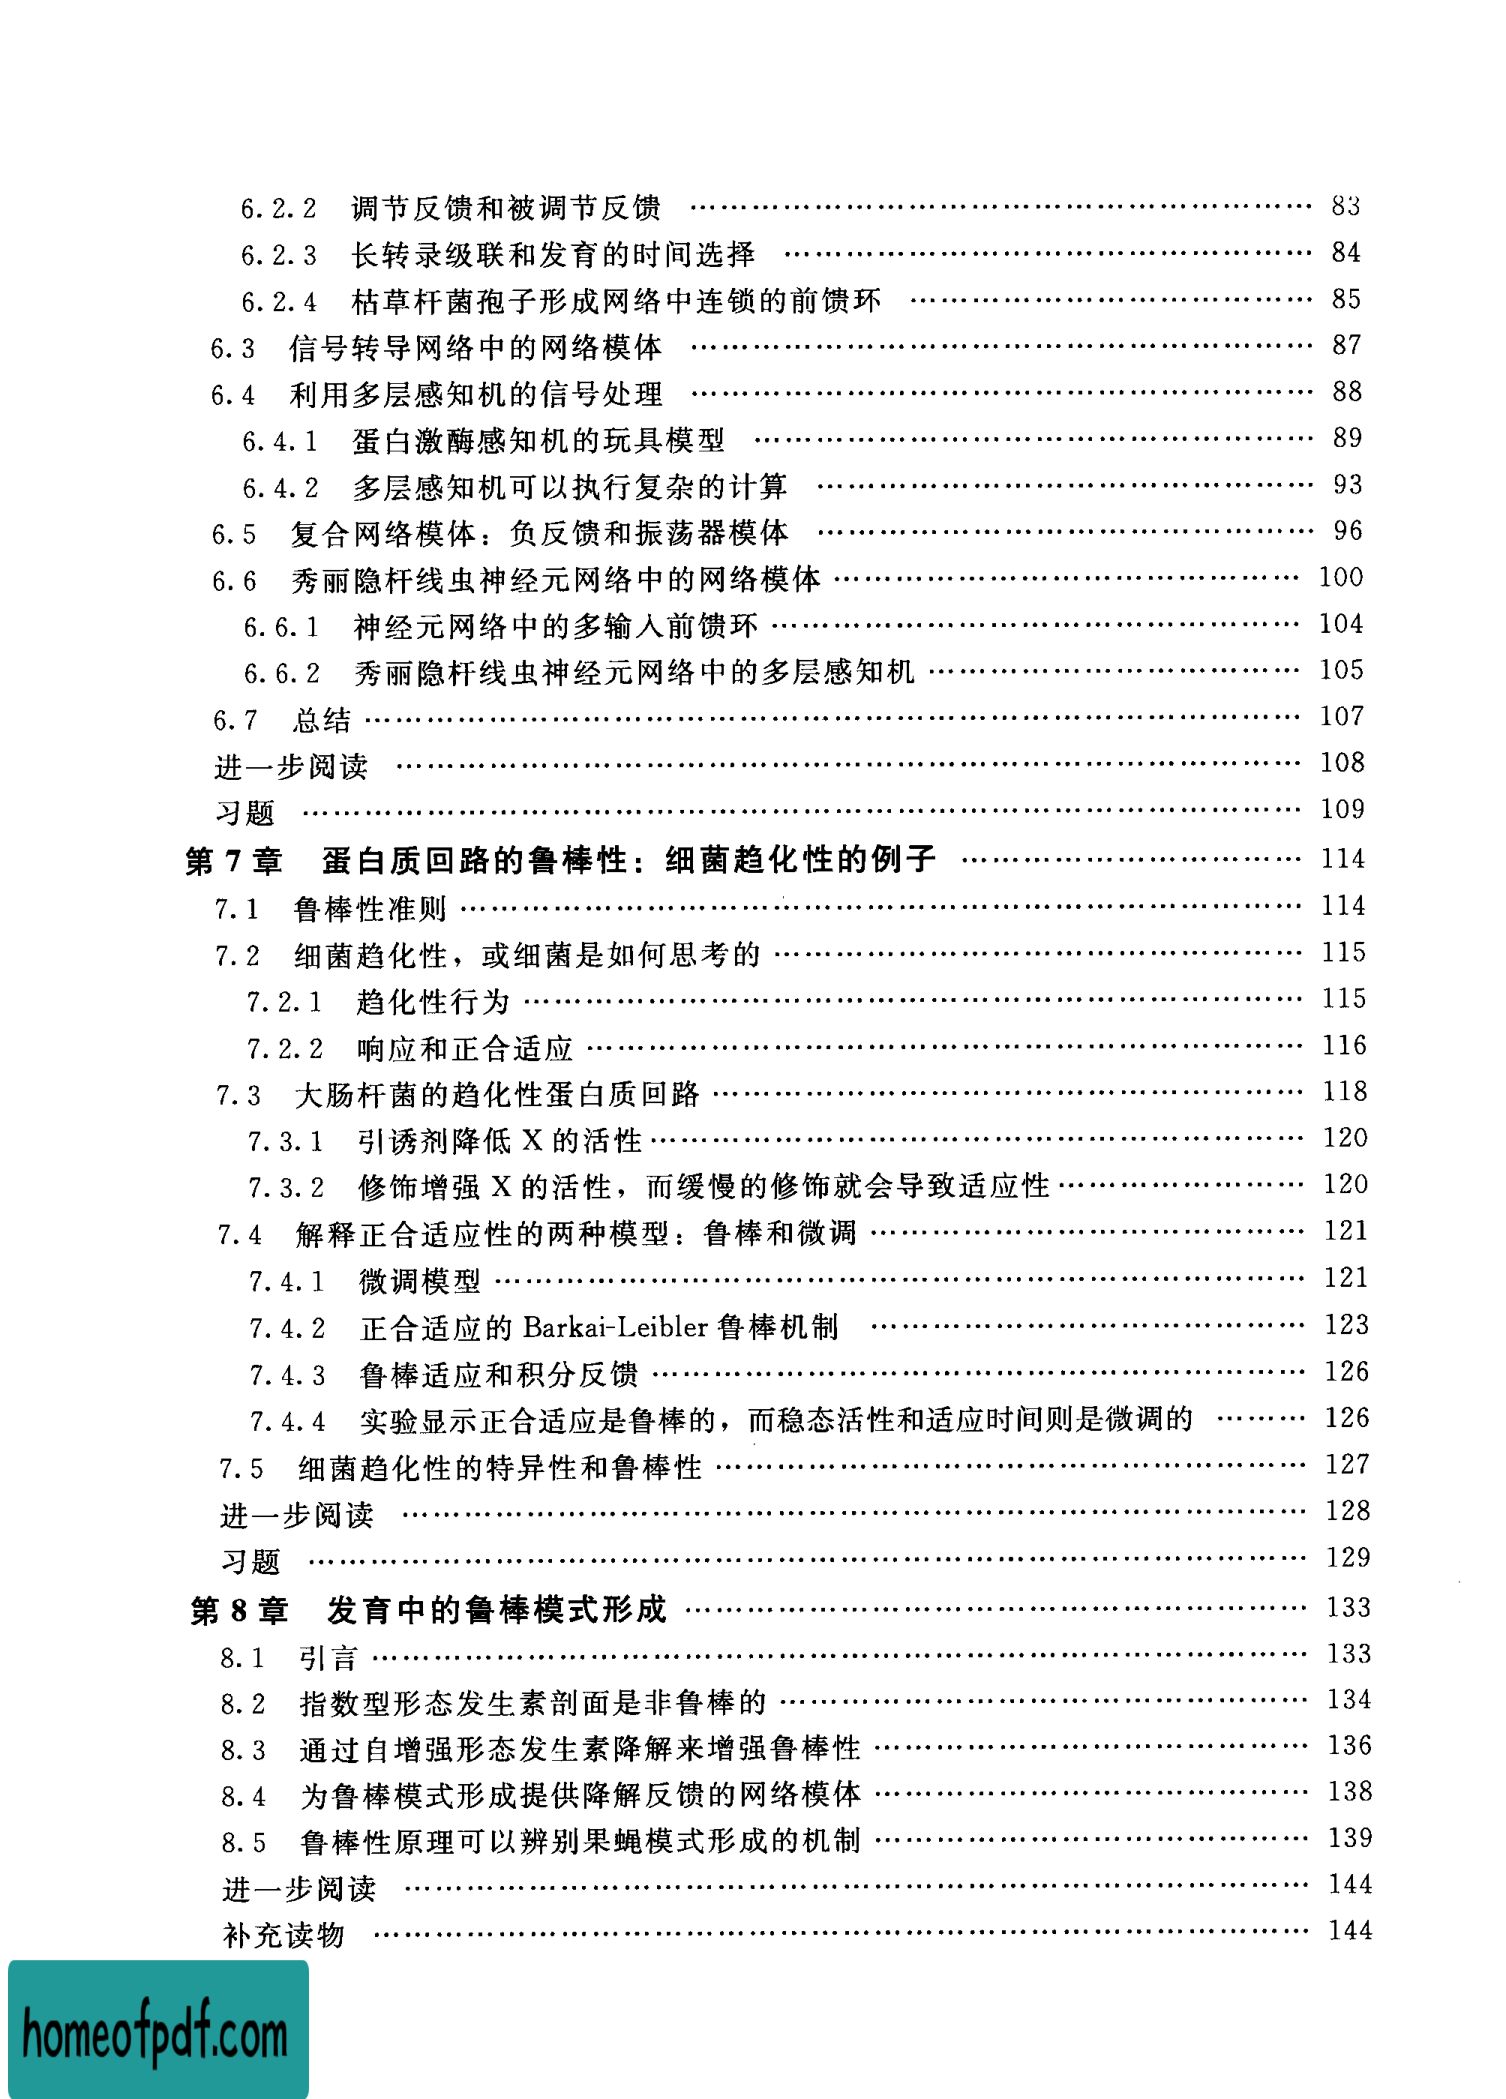 6.2.2 调节反馈和被调节反馈 …… 83
6.2.3 长转录级联和发育的时间选择 …… 84
6.2.4 枯草杆菌孢子形成网络中连锁的前馈环 …… 85
6.3 信号转导网络中的网络模体 …… 87
6.4 利用多层感知机的信号处理 …… 88
6.4.1 蛋白激酶感知机的玩具模型 …… 89
6.4.2 多层感知机可以执行复杂的计算 …… 93
6.5 复合网络模体：负反馈和振荡器模体 …… 96
6.6 秀丽隐杆线虫神经元网络中的网络模体 …… 100
6.6.1 神经元网络中的多输入前馈环 …… 104
6.6.2 秀丽隐杆线虫神经元网络中的多层感知机 …… 105
6.7 总结 …… 107
进一步阅读 …… 108
习题 …… 109
第 7 章 蛋白质回路的鲁棒性：细菌趋化性的例子 …… 114
7.1 鲁棒性准则 …… 114
7.2 细菌趋化性，或细菌是如何思考的 …… 115
7.2.1 趋化性行为 …… 115
7.2.2 响应和正合适应 …… 116
7.3 大肠杆菌的趋化性蛋白质回路 …… 118
7.3.1 引诱剂降低 X 的活性 …… 120
7.3.2 修饰增强 X 的活性，而缓慢的修饰就会导致适应性 …… 120
7.4 解释正合适应性的两种模型：鲁棒和微调 …… 121
7.4.1 微调模型 …… 121
7.4.2 正合适应的 Barkai-Leibler 鲁棒机制 …… 123
7.4.3 鲁棒适应和积分反馈 …… 126
7.4.4 实验显示正合适应是鲁棒的，而稳态活性和适应时间则是微调的 …… 126
7.5 细菌趋化性的特异性和鲁棒性 …… 127
进一步阅读 …… 128
习题 …… 129
第 8 章 发育中的鲁棒模式形成 …… 133
8.1 引言 …… 133
8.2 指数型形态发生素剖面是非鲁棒的 …… 134
8.3 通过自增强形态发生素降解来增强鲁棒性 …… 136
8.4 为鲁棒模式形成提供降解反馈的网络模体 …… 138
8.5 鲁棒性原理可以辨别果蝇模式形成的机制 …… 139
进一步阅读 …… 144
补充读物 …… 144
homeofpdf.com